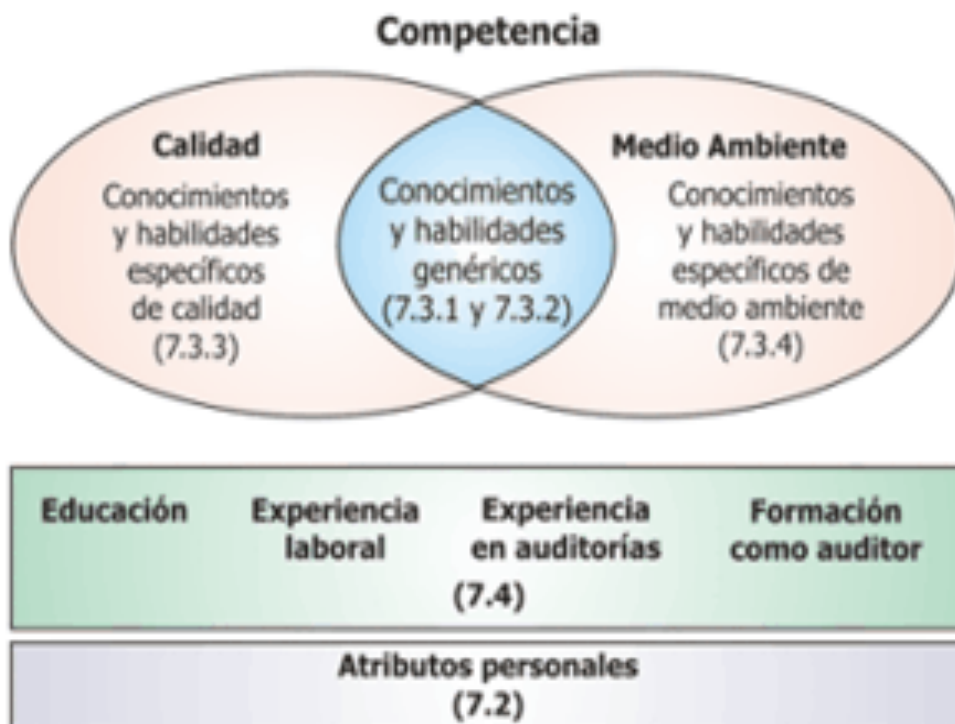 Competencia
Calidad
Conocimientos
y habilidades
específicos
de calidad
(7.3.3)
Conocimientos
y habilidades
genéricos
(7.3.1 y 7.3.2)
Medio Ambiente
Conocimientos
y habilidades
específicos de
medio ambiente
(7.3.4)
Educación
Experiencia
laboral
Experiencia
en auditorías
Formación
como auditor
(7.4)
Atributos personales
(7.2)